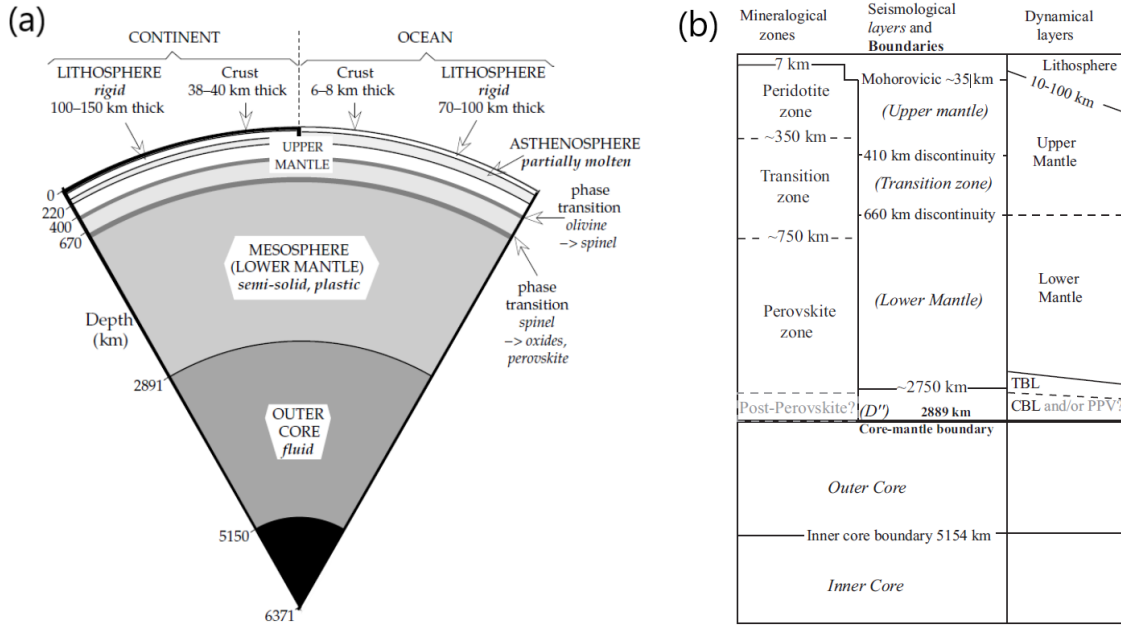 (a)
CONTINENT
OCEAN
LITHOSPHERE
rigid
100–150 km thick
Crust
38–40 km thick
Crust
6–8 km thick
LITHOSPHERE
rigid
70–100 km thick
ASTHENOSPHERE
partially molten
UPPER
MANTLE
0
220
400
670
phase
transition
olivine
–> spinel
MESOSPHERE
(LOWER MANTLE)
semi-solid, plastic
phase
transition
spinel
–> oxides,
perovskite
Depth
(km)
2891
OUTER
CORE
fluid
5150
6371
(b)
Mineralogical
zones
Seismological
layers and
Boundaries
Dynamical
layers
7 km
Peridotite
zone
~350 km
Transition
zone
~750 km
Perovskite
zone
Post-Perovskite?
Mohorovicic ~35 km
(Upper mantle)
410 km discontinuity
(Transition zone)
660 km discontinuity
(Lower Mantle)
~2750 km
(D″) 2889 km
Core-mantle boundary
Lithosphere
10-100 km
Upper
Mantle
Lower
Mantle
TBL
CBL and/or PPV?
Outer Core
Inner core boundary 5154 km
Inner Core